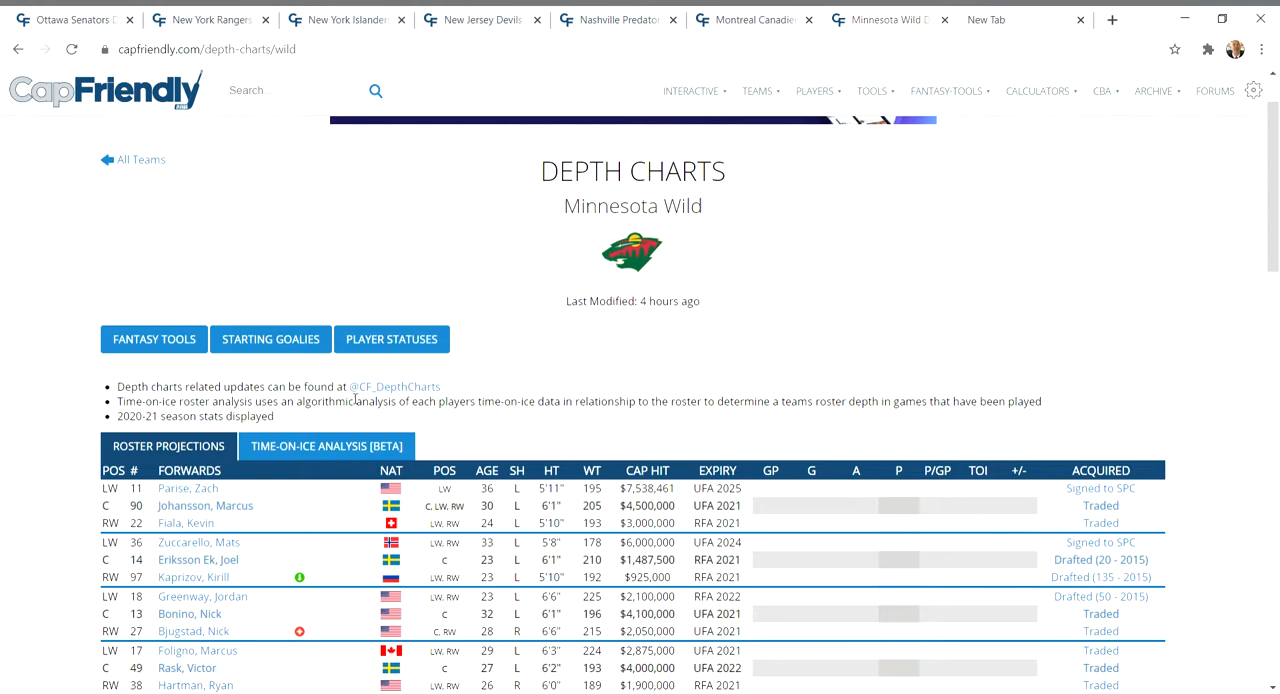 Ottawa Senators D
New York Rangers
New York Islander
New Jersey Devils
Nashville Predator
Montreal Canadie
Minnesota Wild D
New Tab
capfriendly.com/depth-charts/wild
CapFriendly
Search...
INTERACTIVE TEAMS PLAYERS TOOLS FANTASY-TOOLS CALCULATORS CBA ARCHIVE FORUMS
All Teams
DEPTH CHARTS
Minnesota Wild
Last Modified: 4 hours ago
FANTASY TOOLS
STARTING GOALIES
PLAYER STATUSES
Depth charts related updates can be found at @CF_DepthCharts
Time-on-ice roster analysis uses an algorithmic analysis of each players time-on-ice data in relationship to the roster to determine a teams roster depth in games that have been played
2020-21 season stats displayed
ROSTER PROJECTIONS
TIME-ON-ICE ANALYSIS [BETA]
POS # FORWARDS NAT POS AGE SH HT WT CAP HIT EXPIRY GP G A P P/GP TOI +/- ACQUIRED
LW 11 Parise, Zach LW 36 L 5'11" 195 $7,538,461 UFA 2025 Signed to SPC
C 90 Johansson, Marcus C, LW, RW 30 L 6'1" 205 $4,500,000 UFA 2021 Traded
RW 22 Fiala, Kevin LW, RW 24 L 5'10" 193 $3,000,000 RFA 2021 Traded
LW 36 Zuccarello, Mats LW, RW 33 L 5'8" 178 $6,000,000 UFA 2024 Signed to SPC
C 14 Eriksson Ek, Joel C 23 L 6'1" 210 $1,487,500 RFA 2021 Drafted (20 - 2015)
RW 97 Kaprizov, Kirill LW, RW 23 L 5'10" 192 $925,000 RFA 2021 Drafted (135 - 2015)
LW 18 Greenway, Jordan LW, RW 23 L 6'6" 225 $2,100,000 RFA 2022 Drafted (50 - 2015)
C 13 Bonino, Nick C 32 L 6'1" 196 $4,100,000 UFA 2021 Traded
RW 27 Bjugstad, Nick C, RW 28 R 6'6" 215 $2,050,000 UFA 2021 Traded
LW 17 Foligno, Marcus LW, RW 29 L 6'3" 224 $2,875,000 UFA 2021 Traded
C 49 Rask, Victor C 27 L 6'2" 193 $4,000,000 UFA 2022 Traded
RW 38 Hartman, Ryan LW, RW 26 R 6'0" 189 $1,900,000 UFA 2021 Traded